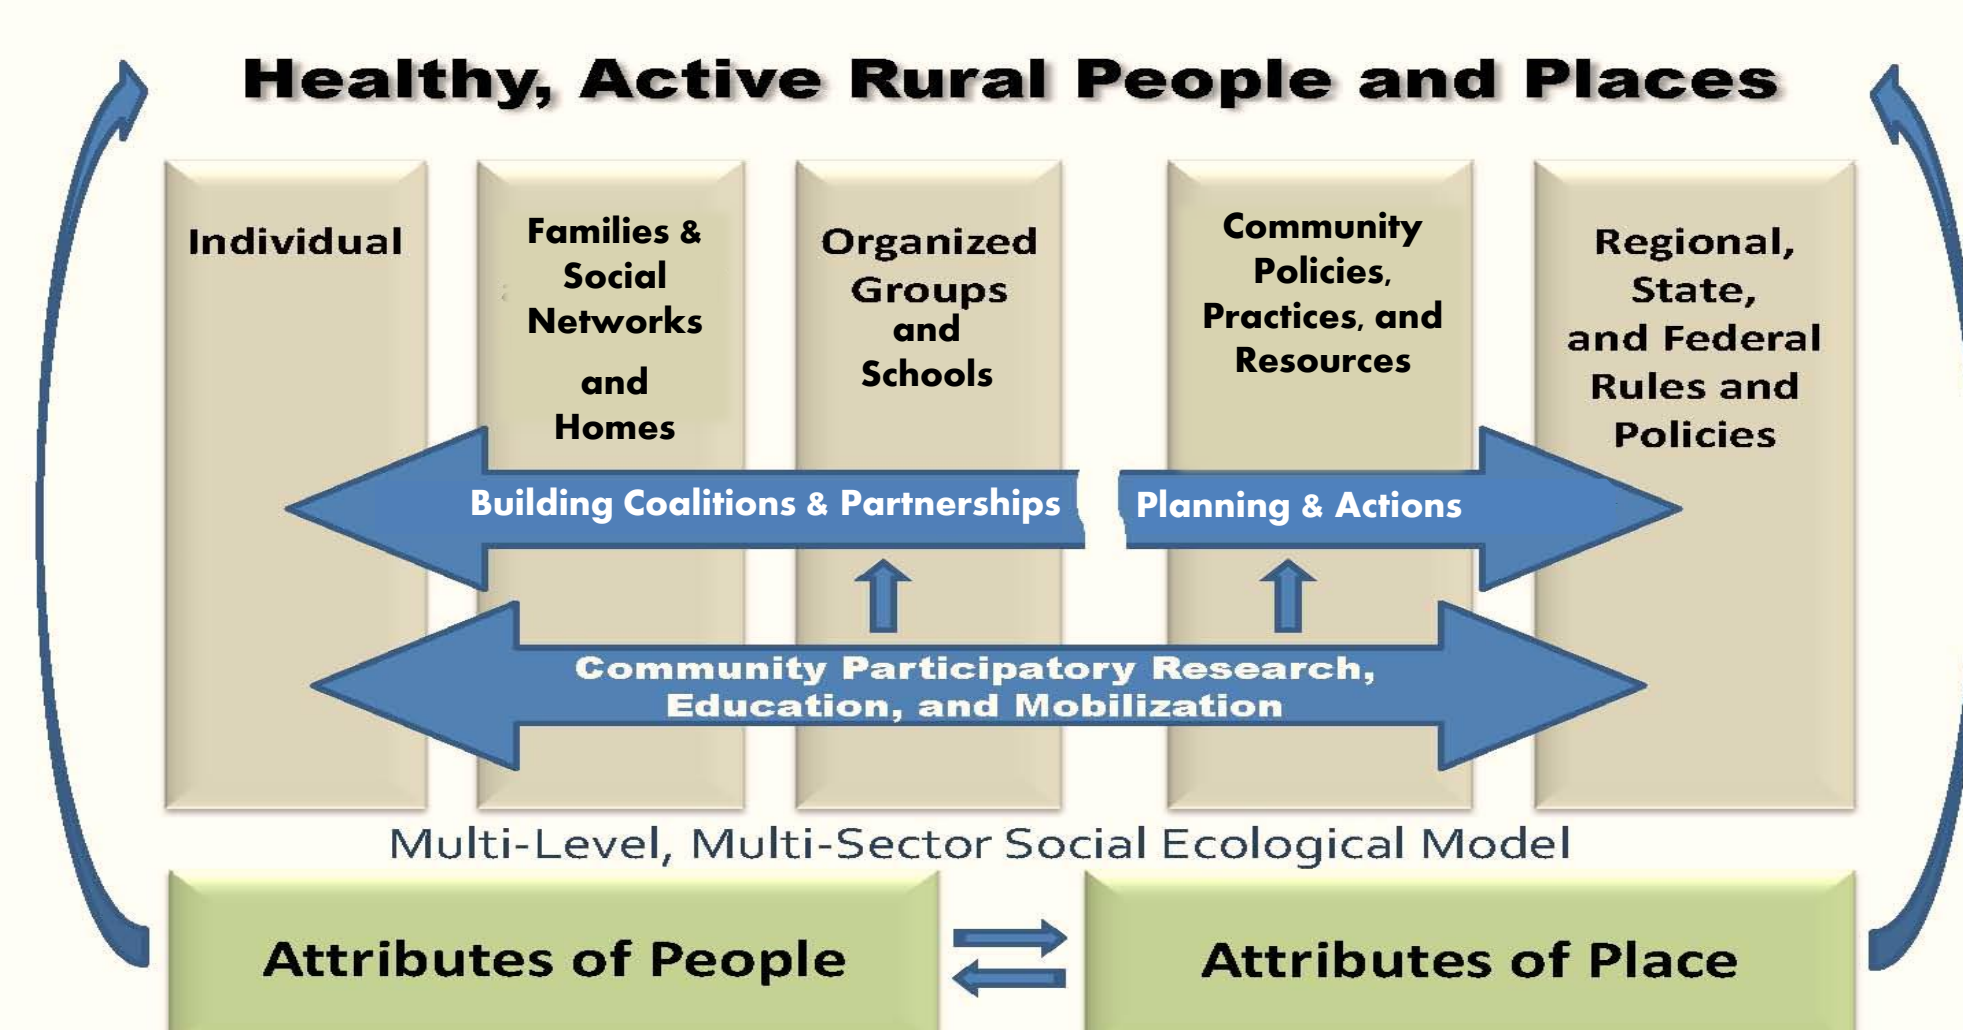 Healthy, Active Rural People and Places
Individual
Families &
Social
Networks
and
Homes
Organized
Groups
and
Schools
Community
Policies,
Practices, and
Resources
Regional,
State,
and Federal
Rules and
Policies
Building Coalitions & Partnerships
Planning & Actions
Community Participatory Research,
Education, and Mobilization
Multi-Level, Multi-Sector Social Ecological Model
Attributes of People
Attributes of Place